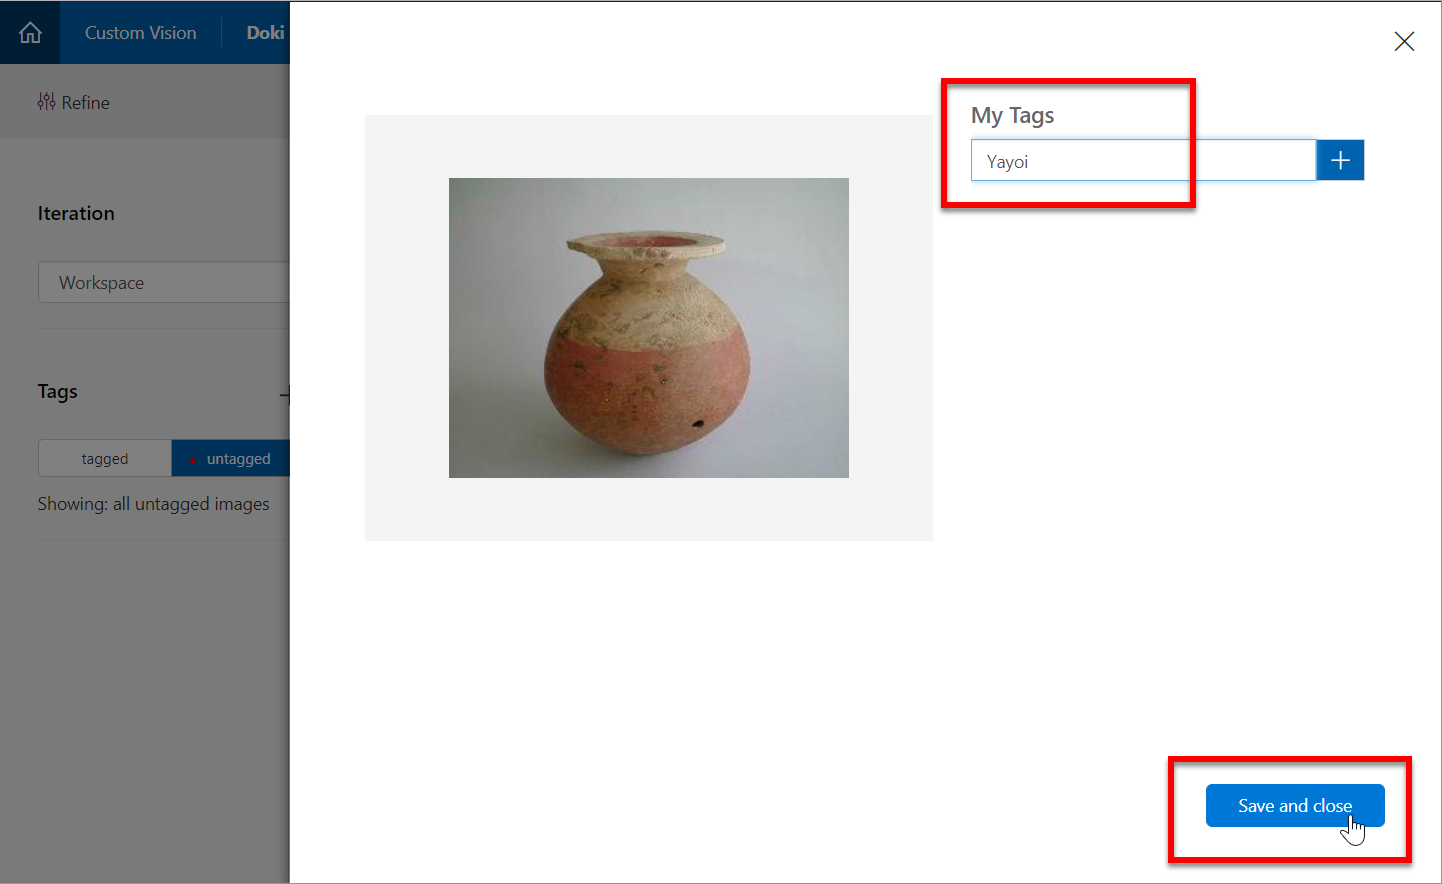 Custom Vision
Doki
Refine
Iteration
Workspace
Tags
tagged
untagged
Showing: all untagged images
My Tags
Yayoi
Save and close